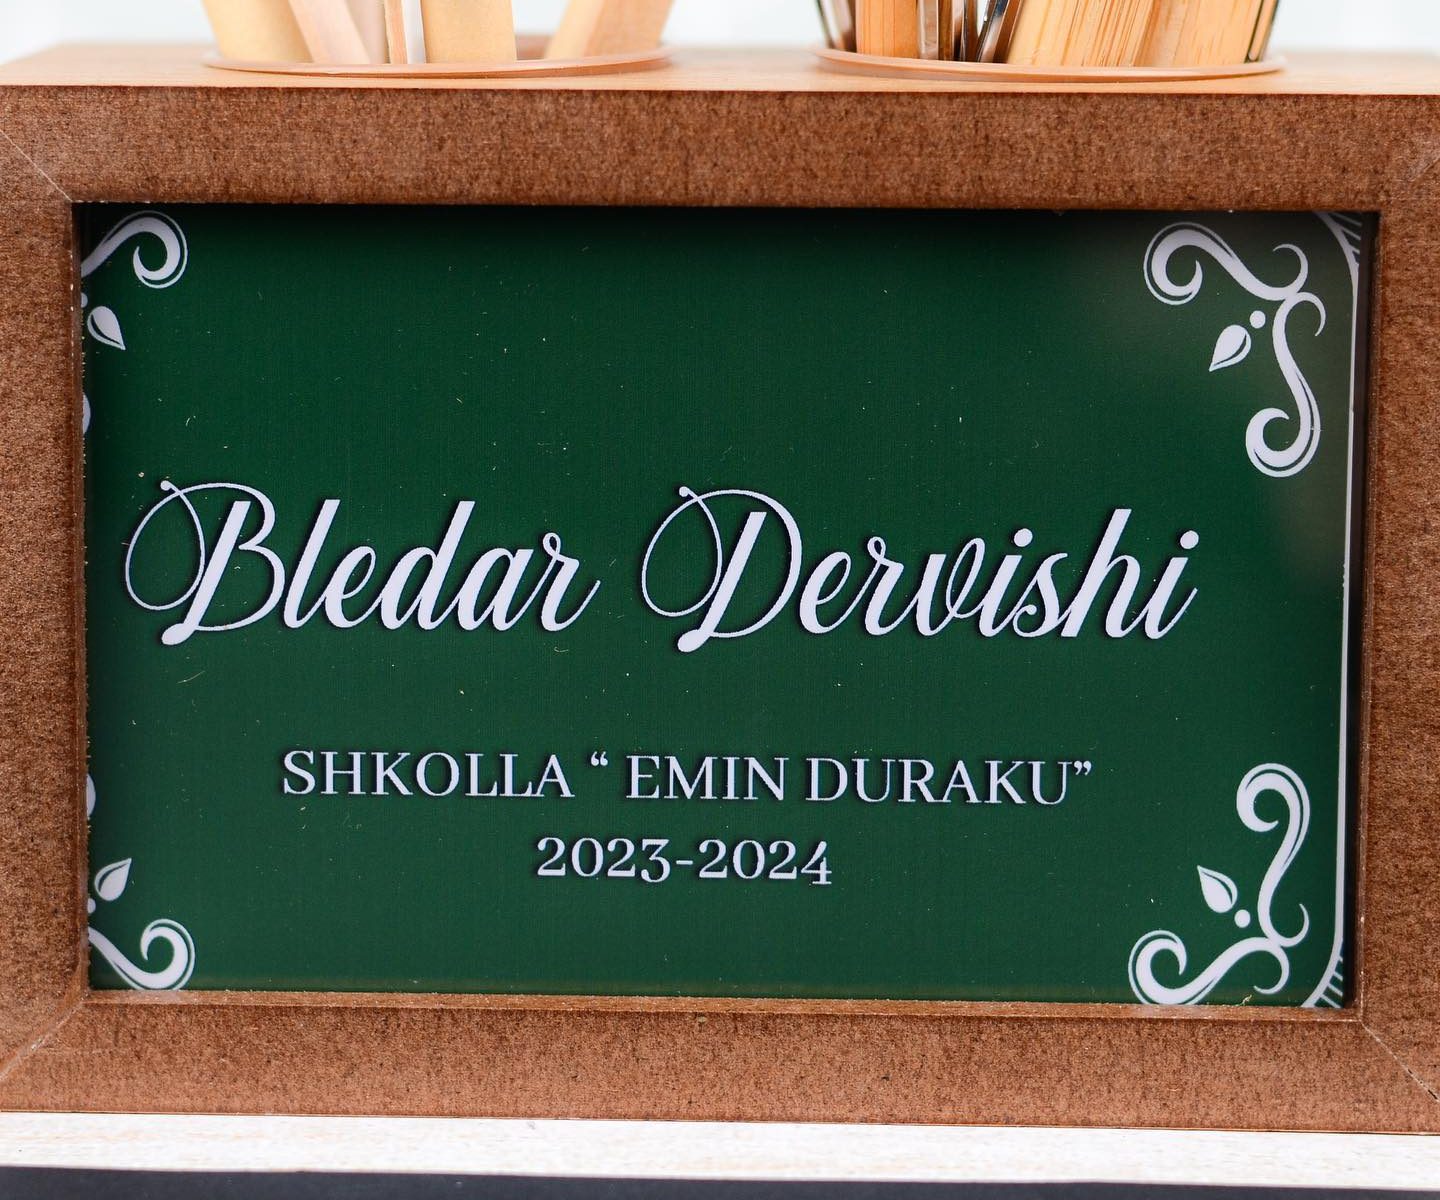 Bledar Dervishi
SHKOLLA “ EMIN DURAKU”
2023-2024